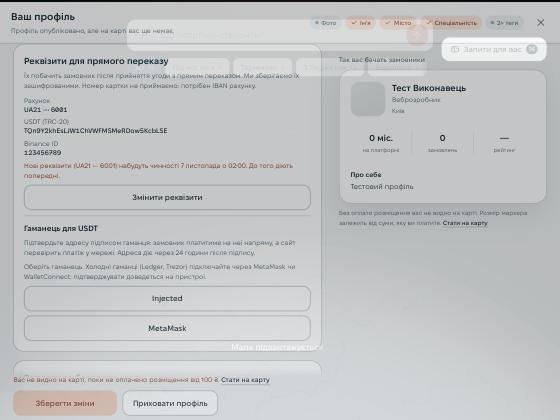 Ваш профіль
Профіль опубліковано, але на карті вас ще немає.
Фото
Ім'я
Місто
Спеціальність
3+ теги
Запити для вас
Реквізити для прямого переказу
Їх побачить замовник після прийняття угоди з прямим переказом. Ми зберігаємо їх
зашифрованими. Номер картки не приймаємо: потрібен IBAN рахунку.
Рахунок
UA21 — 6001
USDT (TRC-20)
Binance ID
123456789
Нові реквізити (UA11 — 6001) набудуть чинності 7 листопада о 02:00. До того діють
попередні.
Змінити реквізити
Гаманець для USDT
Підтвердьте адресу підписом гаманця: замовник платитиме на неї напряму, а сайт
перевірить платіж у мережі. Адреса діє через 24 години після підпису.
Оберіть гаманець. Холодні гаманці (Ledger, Trezor) підключайте через MetaMask чи
WalletConnect: підтверджувати доведеться на пристрої.
Injected
MetaMask
Мапа підвантажується
Вас не видно на карті, поки не оплачено розміщення від 100 ₴. Стати на карту
Зберегти зміни
Приховати профіль
Так вас бачать замовники
Тест Виконавець
Веброзробник
Київ
0 міс.
на платформі
0
замовлень
—
рейтинг
Про себе
Тестовий профіль
Без оплати розміщення вас не видно на карті. Розмір маркера
залежить від суми, яку ви платите. Стати на карту